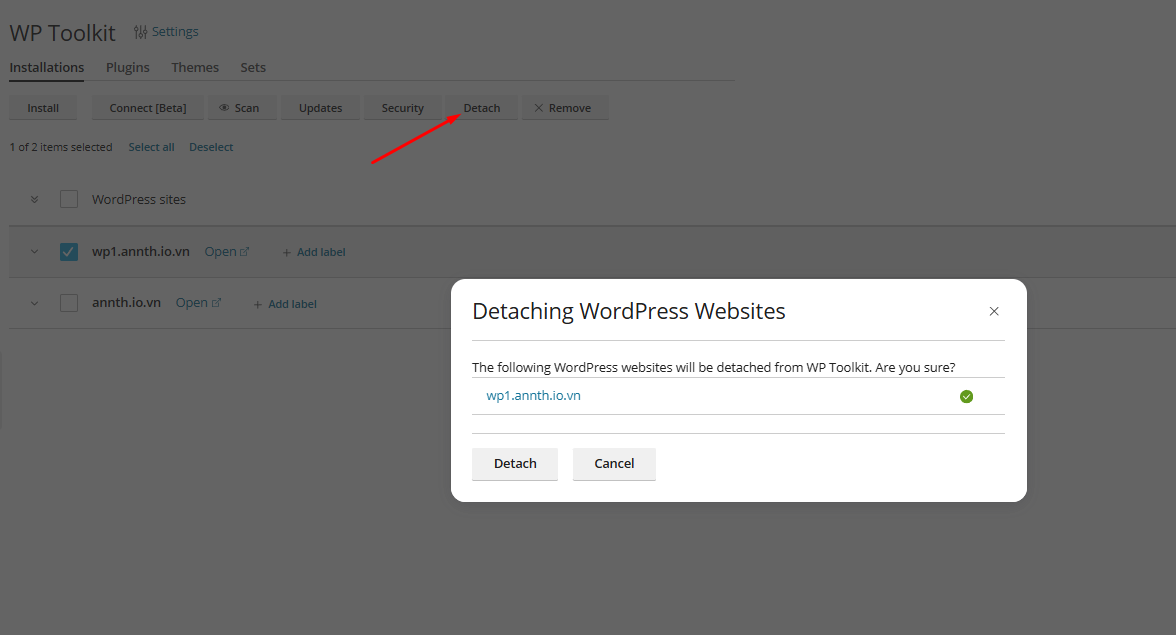 WP Toolkit Settings
Installations Plugins Themes Sets
Install Connect [Beta] Scan Updates Security Detach Remove
1 of 2 items selected Select all Deselect
WordPress sites
wp1.annth.io.vn Open + Add label
annth.io.vn Open + Add label
Detaching WordPress Websites
The following WordPress websites will be detached from WP Toolkit. Are you sure?
wp1.annth.io.vn
Detach Cancel